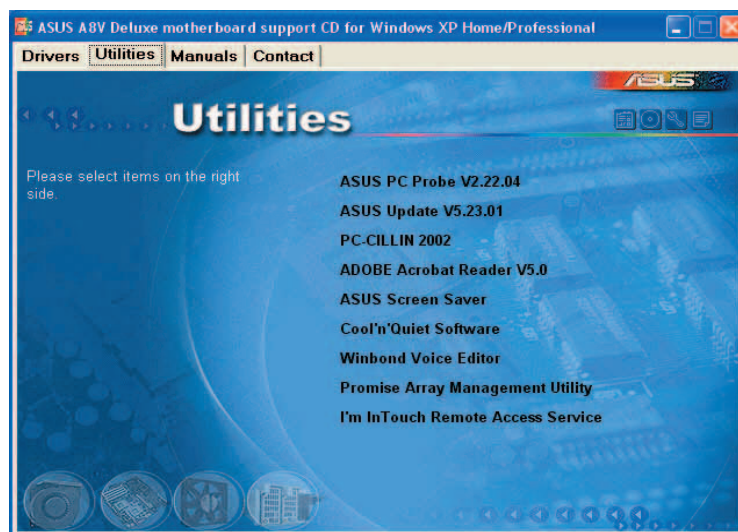 ASUS A8V Deluxe motherboard support CD for Windows XP Home/Professional
Drivers Utilities Manuals Contact
ASUS
Utilities
Please select items on the right
side.
ASUS PC Probe V2.22.04
ASUS Update V5.23.01
PC-CILLIN 2002
ADOBE Acrobat Reader V5.0
ASUS Screen Saver
Cool'n'Quiet Software
Winbond Voice Editor
Promise Array Management Utility
I'm InTouch Remote Access Service